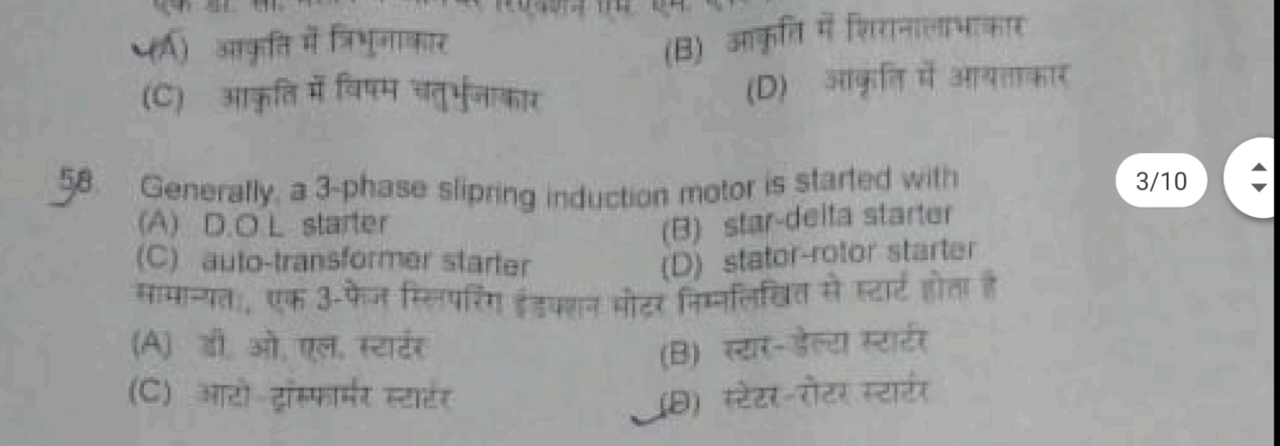 (A) आकृति में त्रिभुजाकार (B) आकृति में शिरानालाभाकार
(C) आकृति में विषम चतुर्भुजाकार (D) आकृति में आयताकार
58 Generally, a 3-phase slipring induction motor is started with
(A) D.O.L starter (B) star-delta starter
(C) auto-transformer starter (D) stator-rotor starter
सामान्यतः, एक 3-फेज स्लिपरिंग इंडक्शन मोटर निम्नलिखित से स्टार्ट होता है
(A) डी. ओ. एल. स्टार्टर (B) स्टार-डेल्टा स्टार्टर
(C) आटो-ट्रांस्फार्मर स्टार्टर (D) स्टेटर-रोटर स्टार्टर
3/10